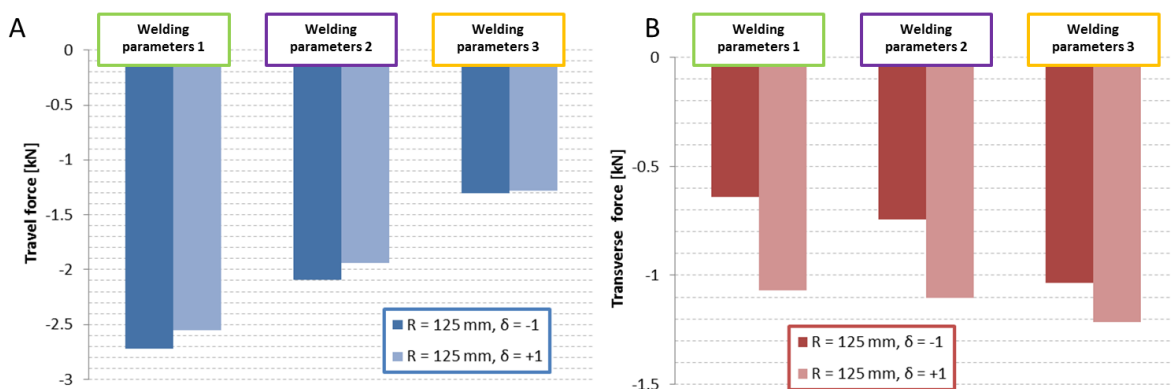 A
Welding
parameters 1
Welding
parameters 2
Welding
parameters 3
Travel force [kN]
0
-0.5
-1
-1.5
-2
-2.5
-3
R = 125 mm, δ = -1
R = 125 mm, δ = +1
B
Welding
parameters 1
Welding
parameters 2
Welding
parameters 3
Transverse force [kN]
0
-0.5
-1
-1.5
R = 125 mm, δ = -1
R = 125 mm, δ = +1